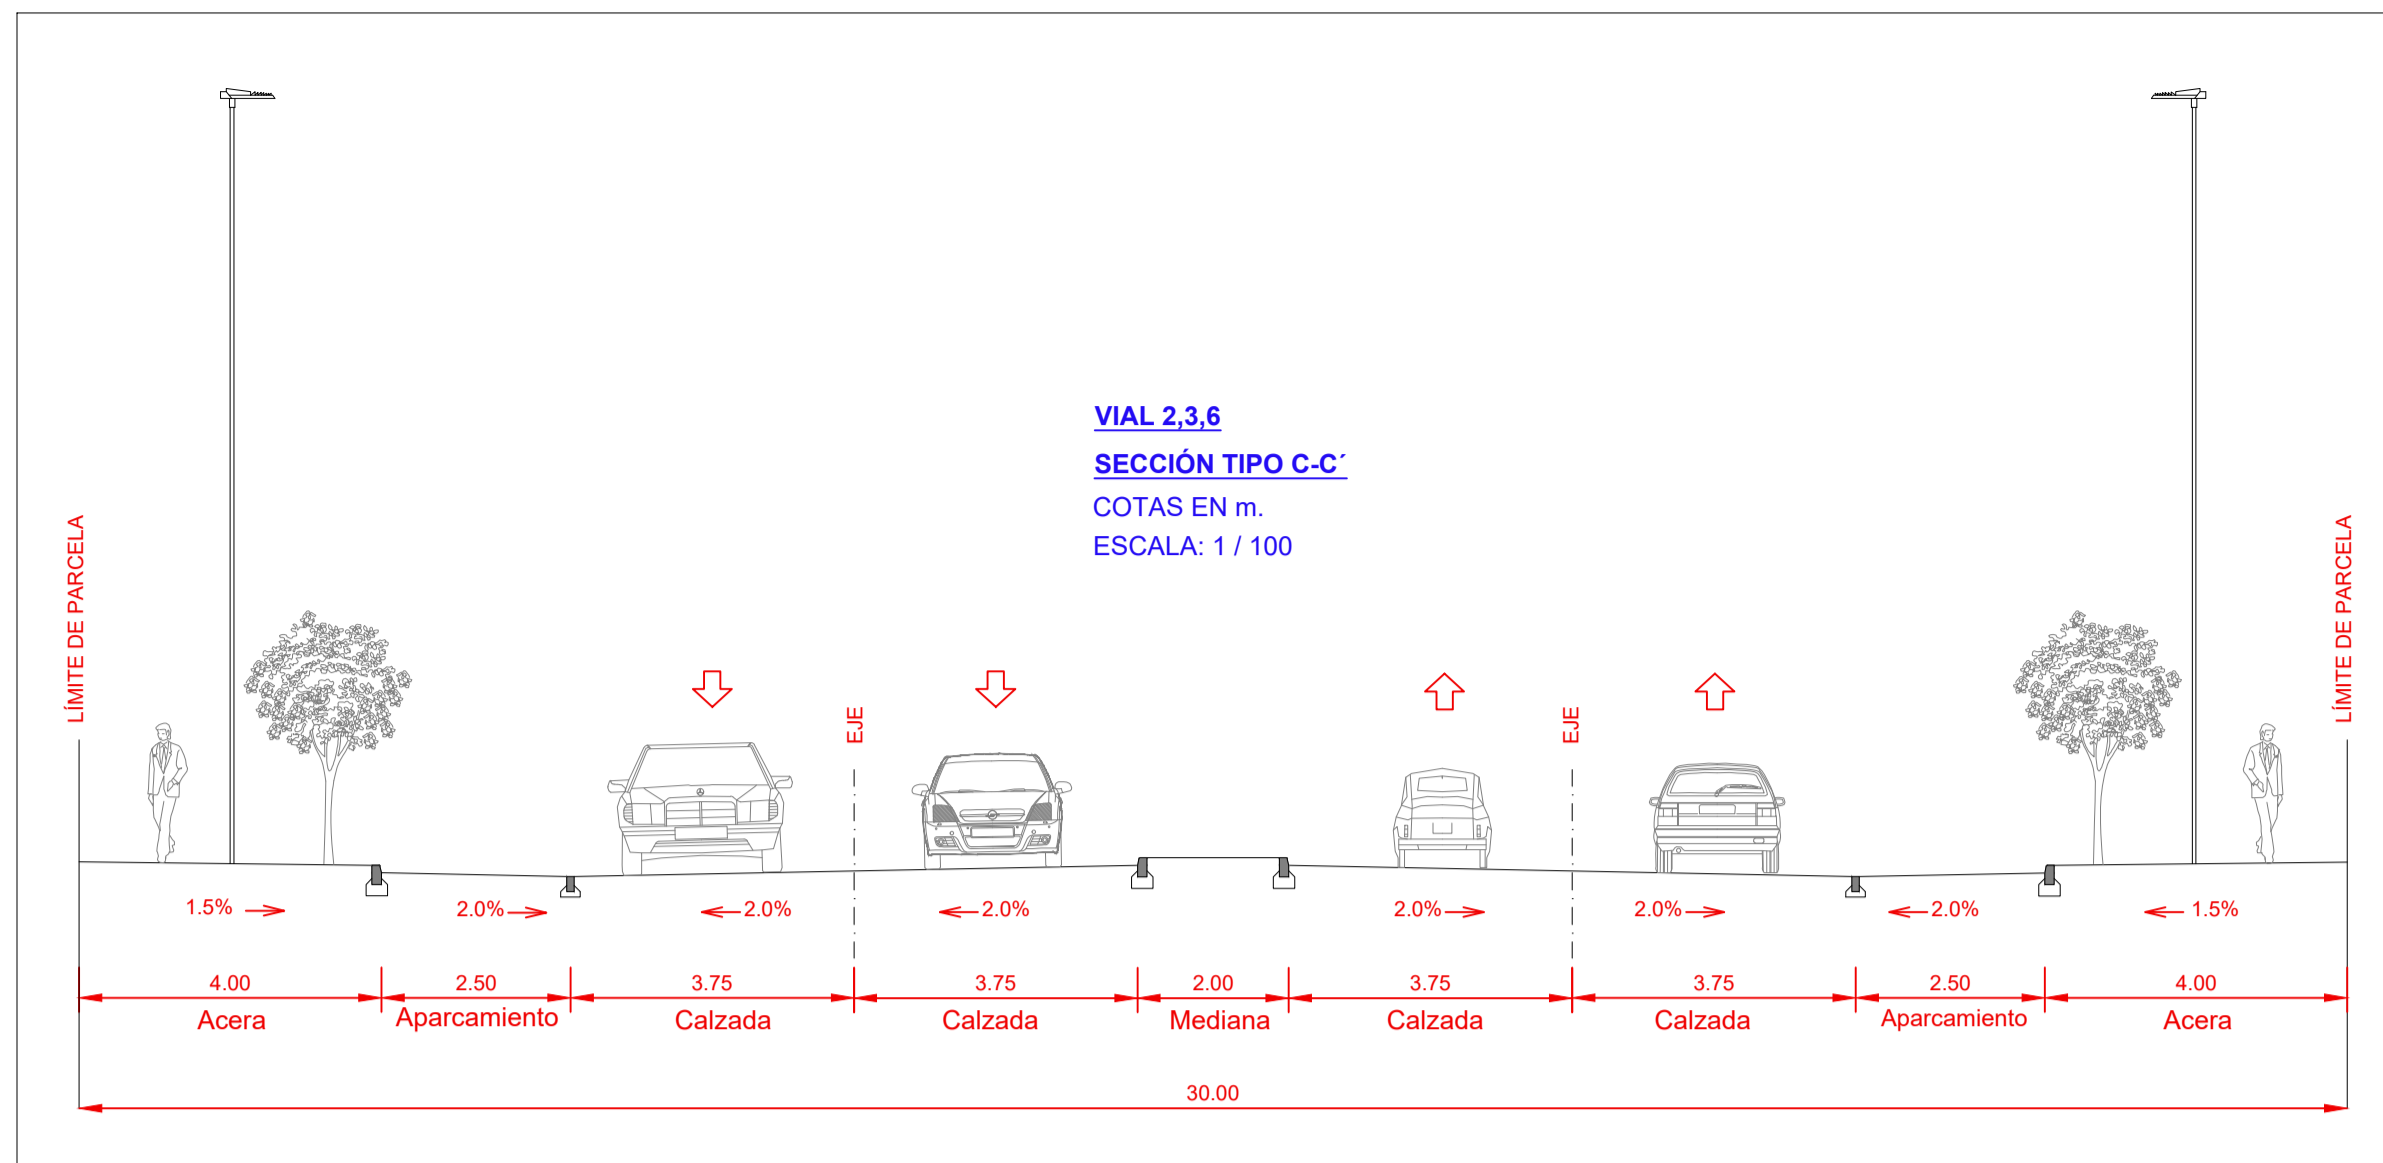 VIAL 2,3,6
SECCIÓN TIPO C-C´
COTAS EN m.
ESCALA: 1 / 100
LÍMITE DE PARCELA
LÍMITE DE PARCELA
EJE
EJE
1.5%
2.0%
2.0%
2.0%
2.0%
2.0%
2.0%
1.5%
4.00
2.50
3.75
3.75
2.00
3.75
3.75
2.50
4.00
Acera
Aparcamiento
Calzada
Calzada
Mediana
Calzada
Calzada
Aparcamiento
Acera
30.00